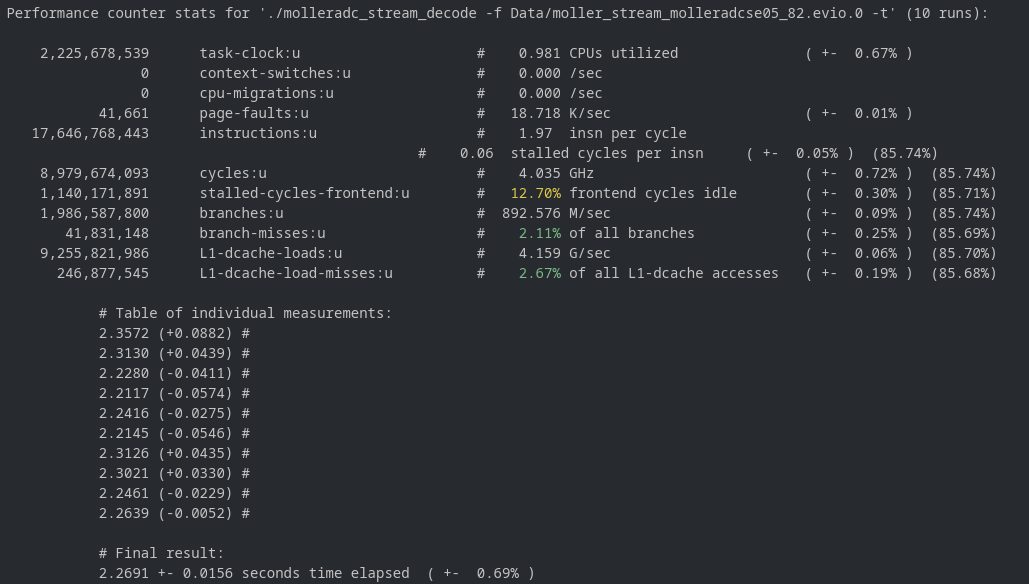 Performance counter stats for './molleradc_stream_decode -f Data/moller_stream_molleradcse05_82.evio.0 -t' (10 runs):
2,225,678,539 task-clock:u # 0.981 CPUs utilized ( +- 0.67% )
0 context-switches:u # 0.000 /sec
0 cpu-migrations:u # 0.000 /sec
41,661 page-faults:u # 18.718 K/sec ( +- 0.01% )
17,646,768,443 instructions:u # 1.97 insn per cycle
# 0.06 stalled cycles per insn ( +- 0.05% ) (85.74%)
8,979,674,093 cycles:u # 4.035 GHz ( +- 0.72% ) (85.74%)
1,140,171,891 stalled-cycles-frontend:u # 12.70% frontend cycles idle ( +- 0.30% ) (85.71%)
1,986,587,800 branches:u # 892.576 M/sec ( +- 0.09% ) (85.74%)
41,831,148 branch-misses:u # 2.11% of all branches ( +- 0.25% ) (85.69%)
9,255,821,986 L1-dcache-loads:u # 4.159 G/sec ( +- 0.06% ) (85.70%)
246,877,545 L1-dcache-load-misses:u # 2.67% of all L1-dcache accesses ( +- 0.19% ) (85.68%)
# Table of individual measurements:
2.3572 (+0.0882) #
2.3130 (+0.0439) #
2.2280 (-0.0411) #
2.2117 (-0.0574) #
2.2416 (-0.0275) #
2.2145 (-0.0546) #
2.3126 (+0.0435) #
2.3021 (+0.0330) #
2.2461 (-0.0229) #
2.2639 (-0.0052) #
# Final result:
2.2691 +- 0.0156 seconds time elapsed ( +- 0.69% )